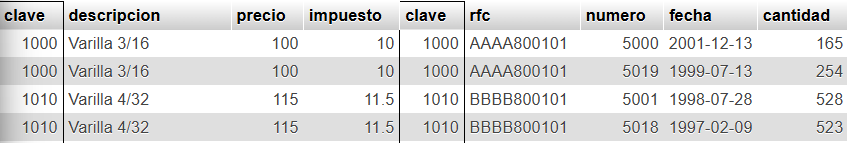 clave descripcion precio impuesto clave rfc numero fecha cantidad
1000 Varilla 3/16 100 10 1000 AAAA800101 5000 2001-12-13 165
1000 Varilla 3/16 100 10 1000 AAAA800101 5019 1999-07-13 254
1010 Varilla 4/32 115 11.5 1010 BBBB800101 5001 1998-07-28 528
1010 Varilla 4/32 115 11.5 1010 BBBB800101 5018 1997-02-09 523